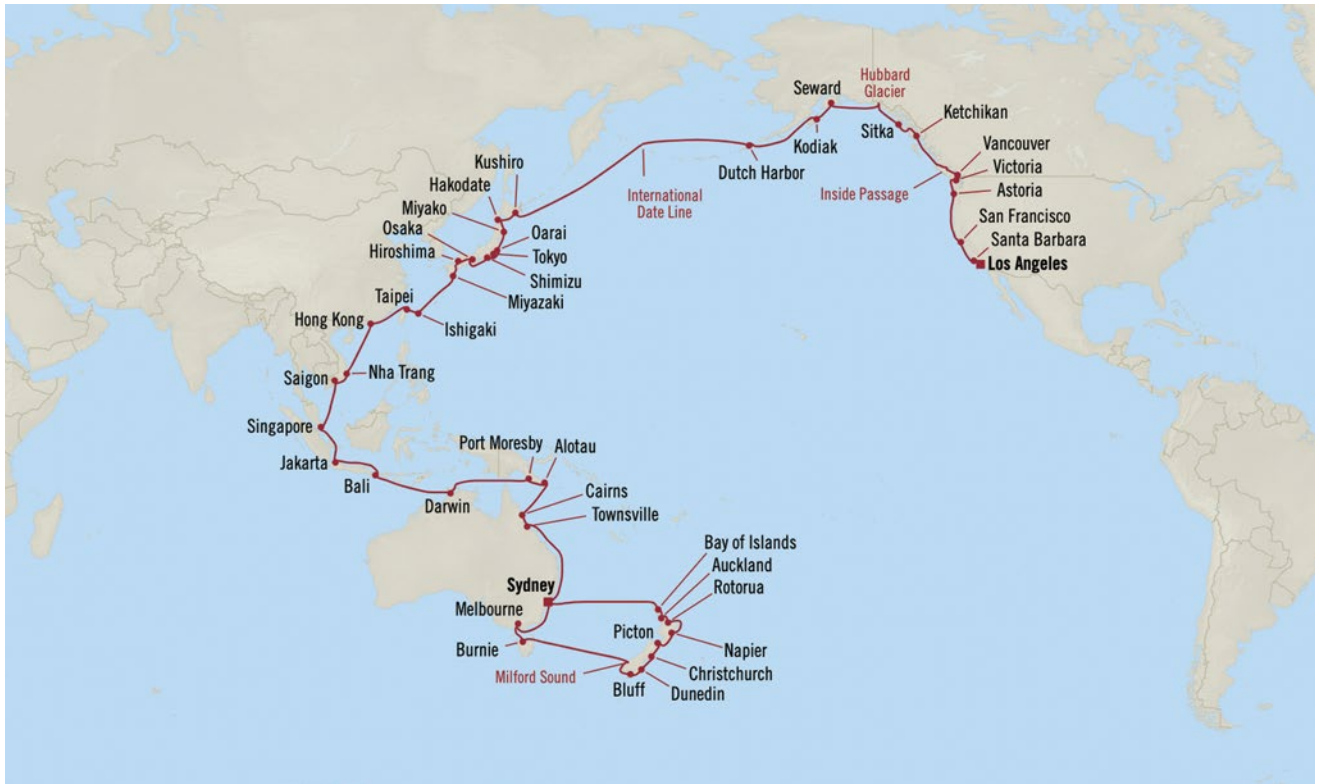 Hubbard
Glacier
Seward
Ketchikan
Sitka
Kodiak
Vancouver
Victoria
Dutch Harbor
Inside Passage
Astoria
International
Date Line
San Francisco
Santa Barbara
Los Angeles
Kushiro
Hakodate
Miyako
Osaka
Oarai
Hiroshima
Tokyo
Shimizu
Miyazaki
Taipei
Hong Kong
Ishigaki
Nha Trang
Saigon
Singapore
Port Moresby
Alotau
Jakarta
Bali
Darwin
Cairns
Townsville
Bay of Islands
Auckland
Rotorua
Sydney
Melbourne
Picton
Burnie
Napier
Milford Sound
Christchurch
Bluff
Dunedin